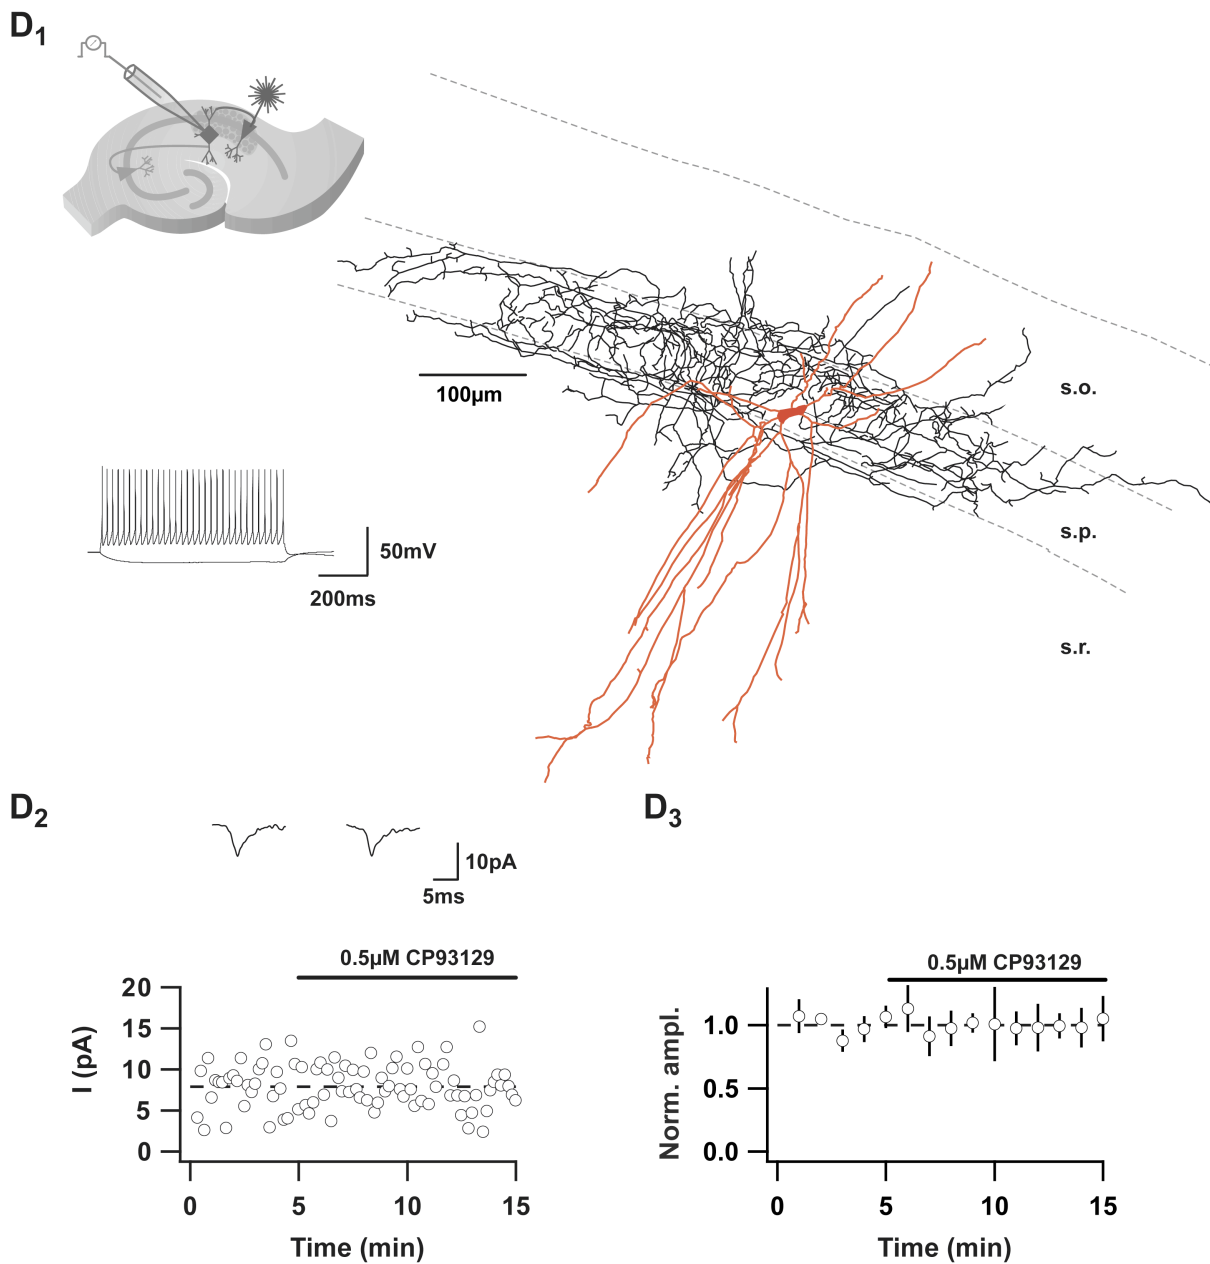 D1
100µm
s.o.
s.p.
s.r.
50mV
200ms
D2
10pA
5ms
0.5µM CP93129
20
15
10
5
0
I (pA)
0 5 10 15
Time (min)
D3
0.5µM CP93129
1.0
0.5
0.0
Norm. ampl.
0 5 10 15
Time (min)